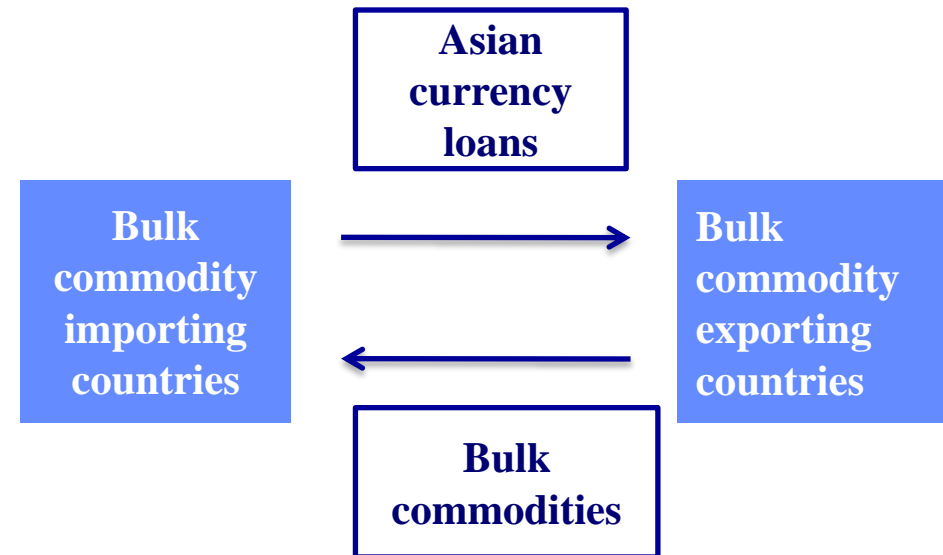 Asian
currency
loans
Bulk
commodity
importing
countries
Bulk
commodity
exporting
countries
Bulk
commodities